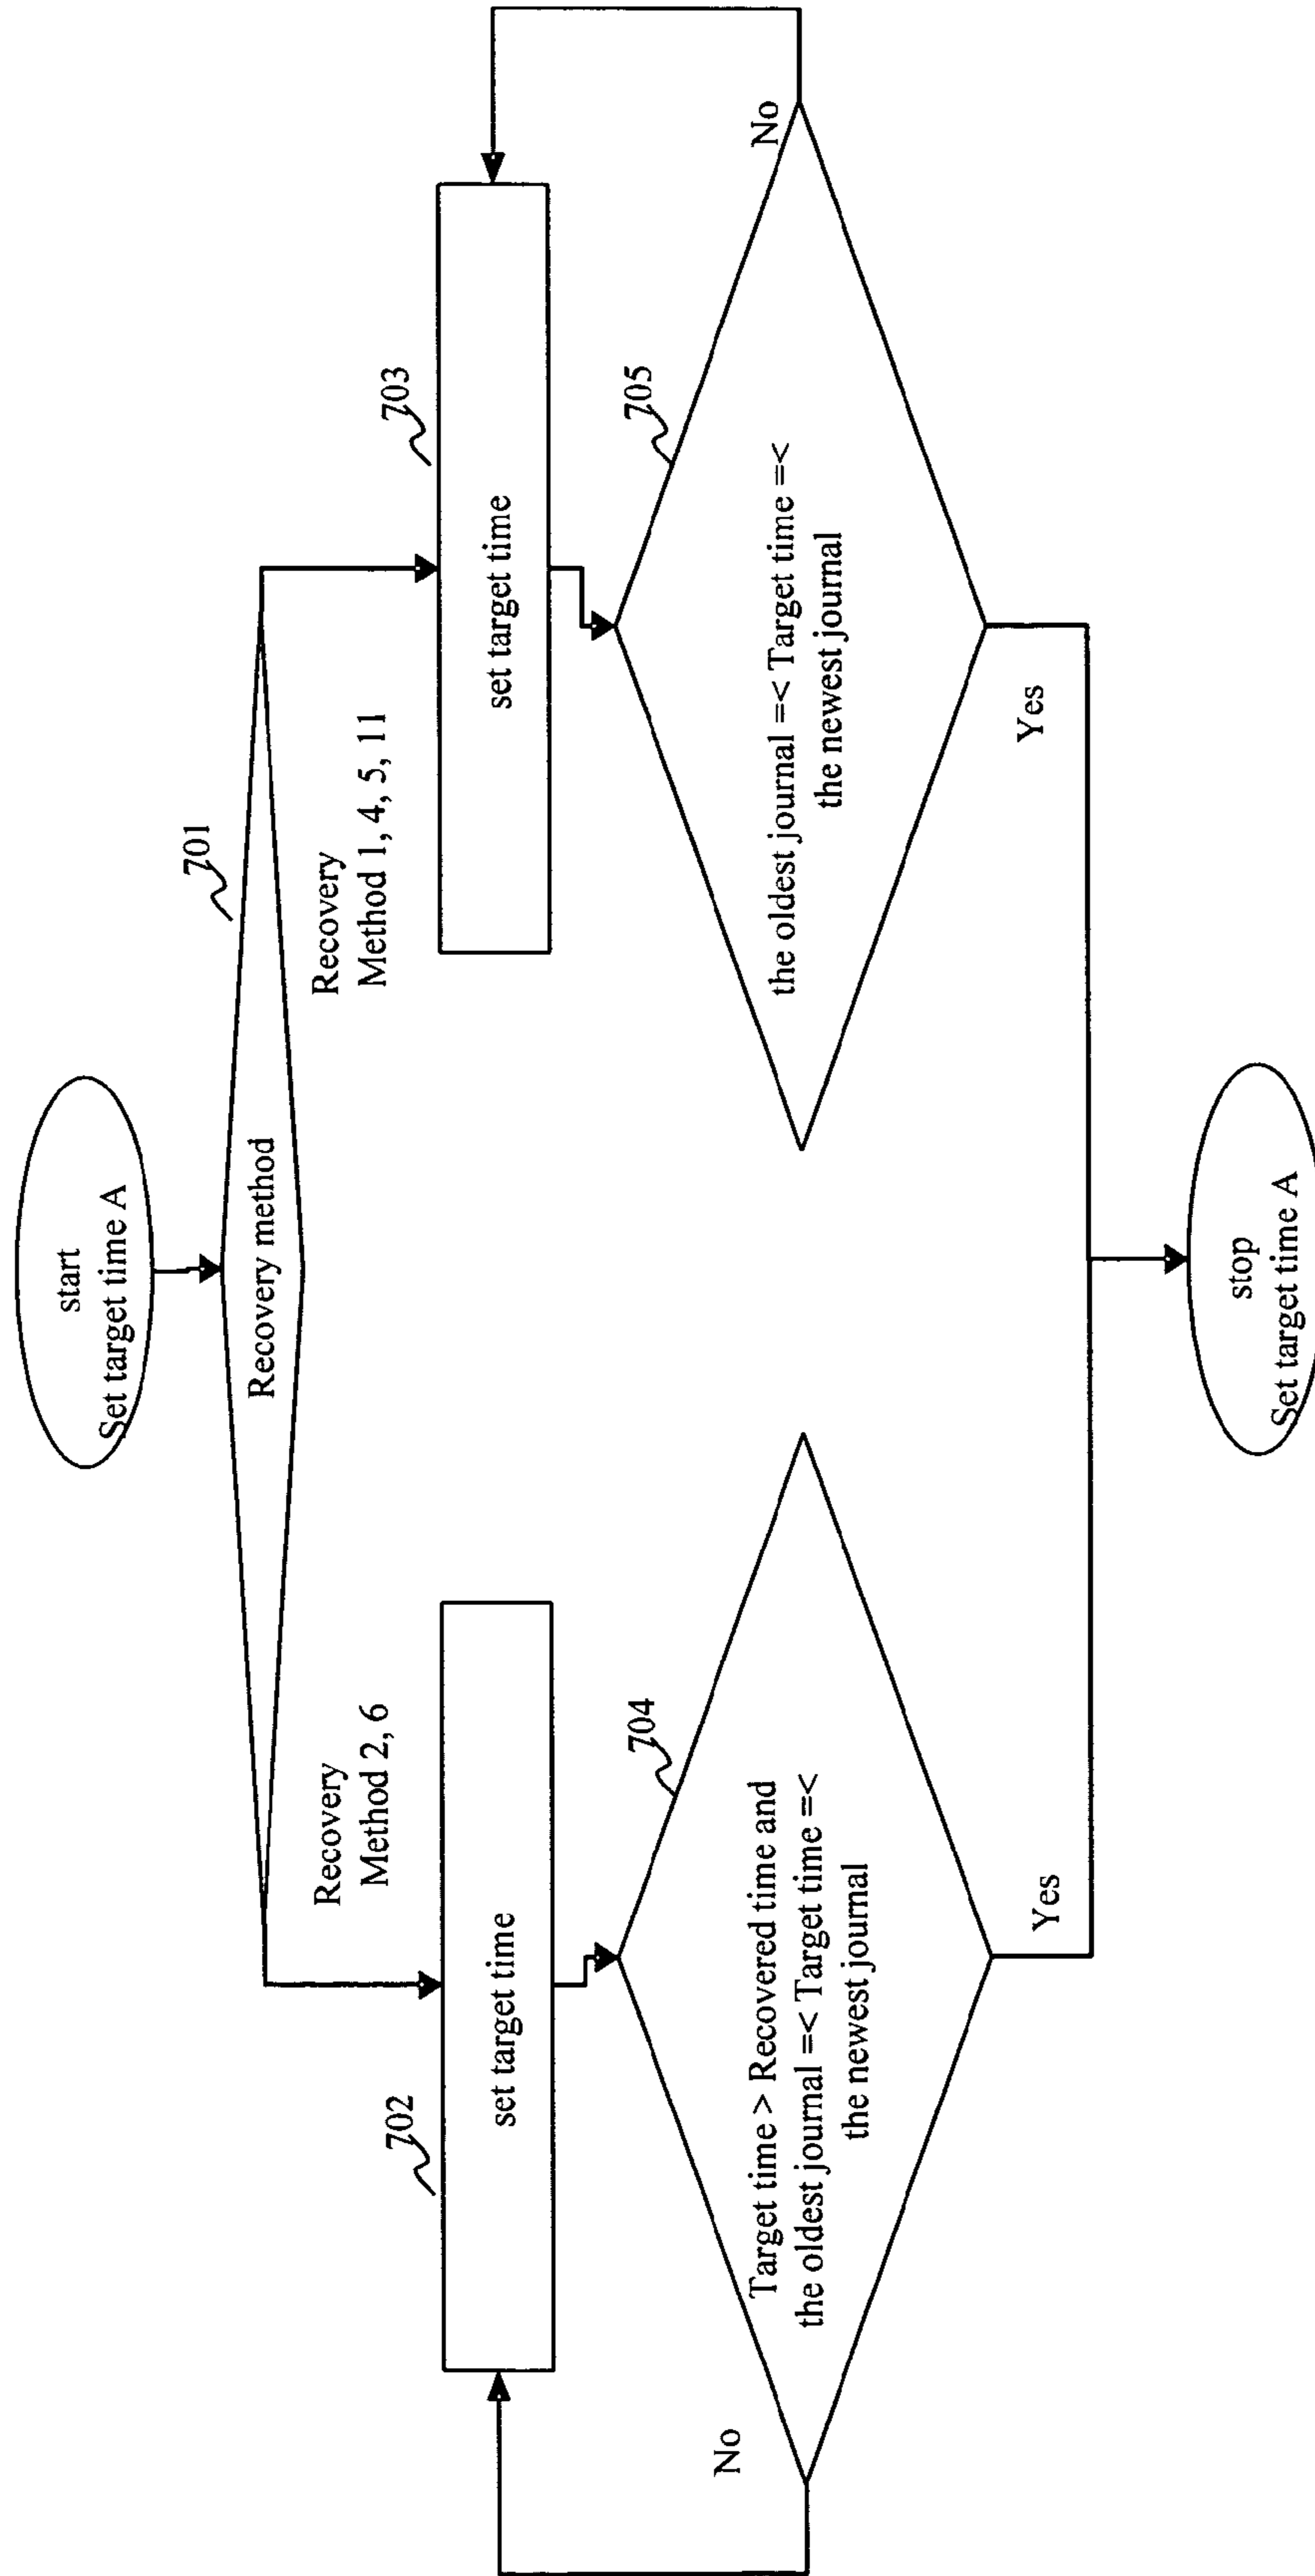 start
Set target time A
701
Recovery method
Recovery
Method 2, 6
Recovery
Method 1, 4, 5, 11
702
set target time
703
set target time
704
Target time > Recovered time and
the oldest journal =< Target time =<
the newest journal
No
Yes
705
the oldest journal =< Target time =<
the newest journal
No
Yes
stop
Set target time A